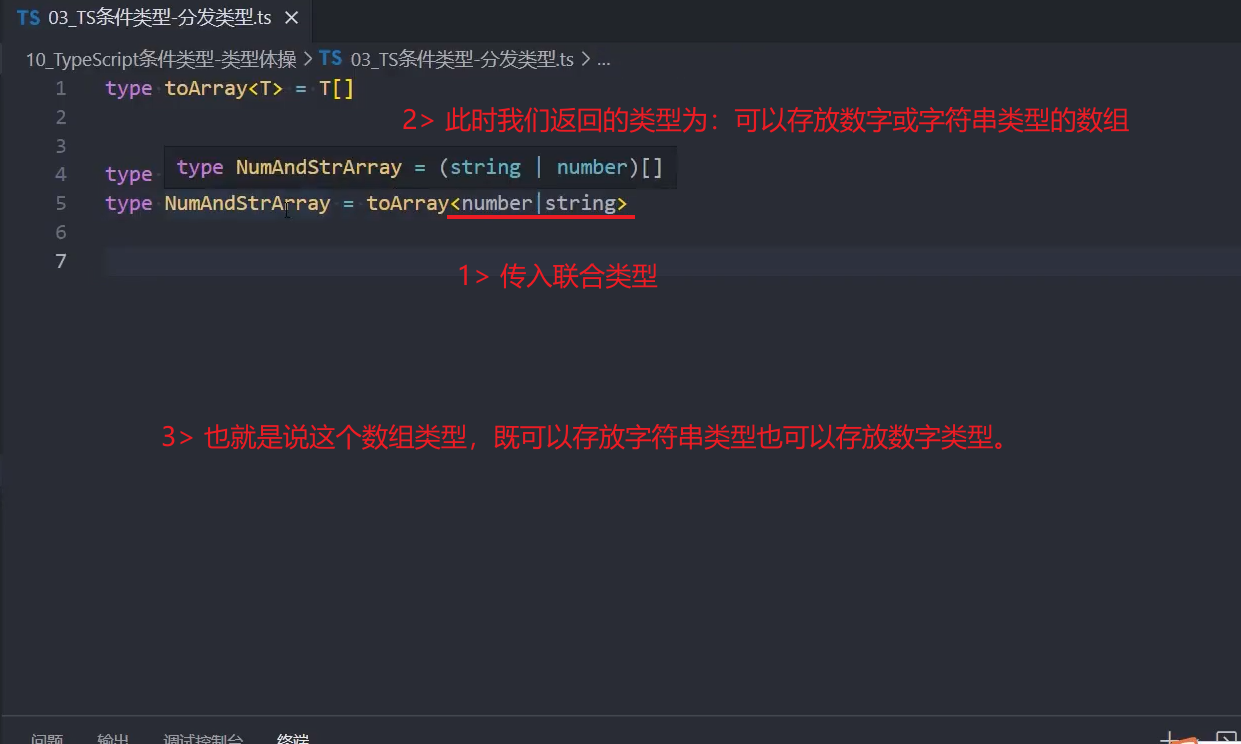 TS 03_TS条件类型-分发类型.ts ×
10_TypeScript条件类型-类型体操 > TS 03_TS条件类型-分发类型.ts > ...
1 type toArray<T> = T[]
2
2> 此时我们返回的类型为：可以存放数字或字符串类型的数组
3
type NumAndStrArray = (string | number)[]
4 type
5 type NumAndStrArray = toArray<number|string>
6
7
1> 传入联合类型
3> 也就是说这个数组类型，既可以存放字符串类型也可以存放数字类型。
问题 输出 调试控制台 终端